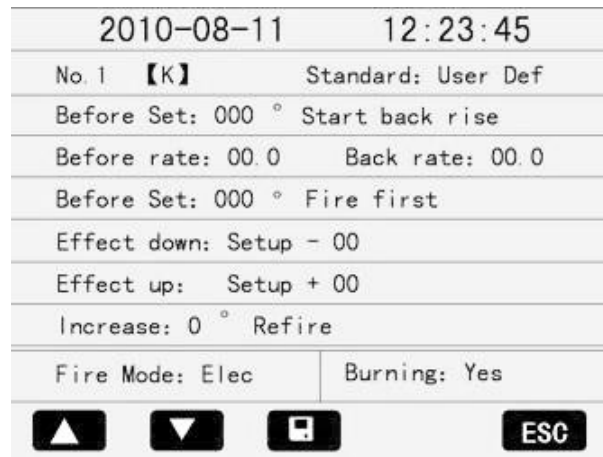 2010-08-11 12:23:45
No. 1 【K】 Standard: User Def
Before Set: 000 ° Start back rise
Before rate: 00.0 Back rate: 00.0
Before Set: 000 ° Fire first
Effect down: Setup - 00
Effect up: Setup + 00
Increase: 0 ° Refire
Fire Mode: Elec Burning: Yes
ESC